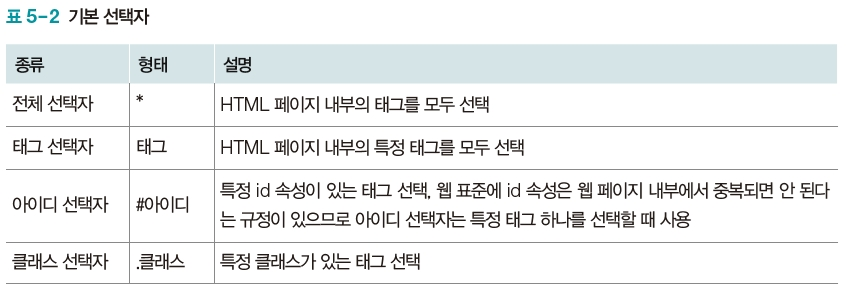 표 5-2 기본 선택자
종류 형태 설명
전체 선택자 * HTML 페이지 내부의 태그를 모두 선택
태그 선택자 태그 HTML 페이지 내부의 특정 태그를 모두 선택
아이디 선택자 #아이디 특정 id 속성이 있는 태그 선택, 웹 표준에 id 속성은 웹 페이지 내부에서 중복되면 안 된다
는 규정이 있으므로 아이디 선택자는 특정 태그 하나를 선택할 때 사용
클래스 선택자 .클래스 특정 클래스가 있는 태그 선택